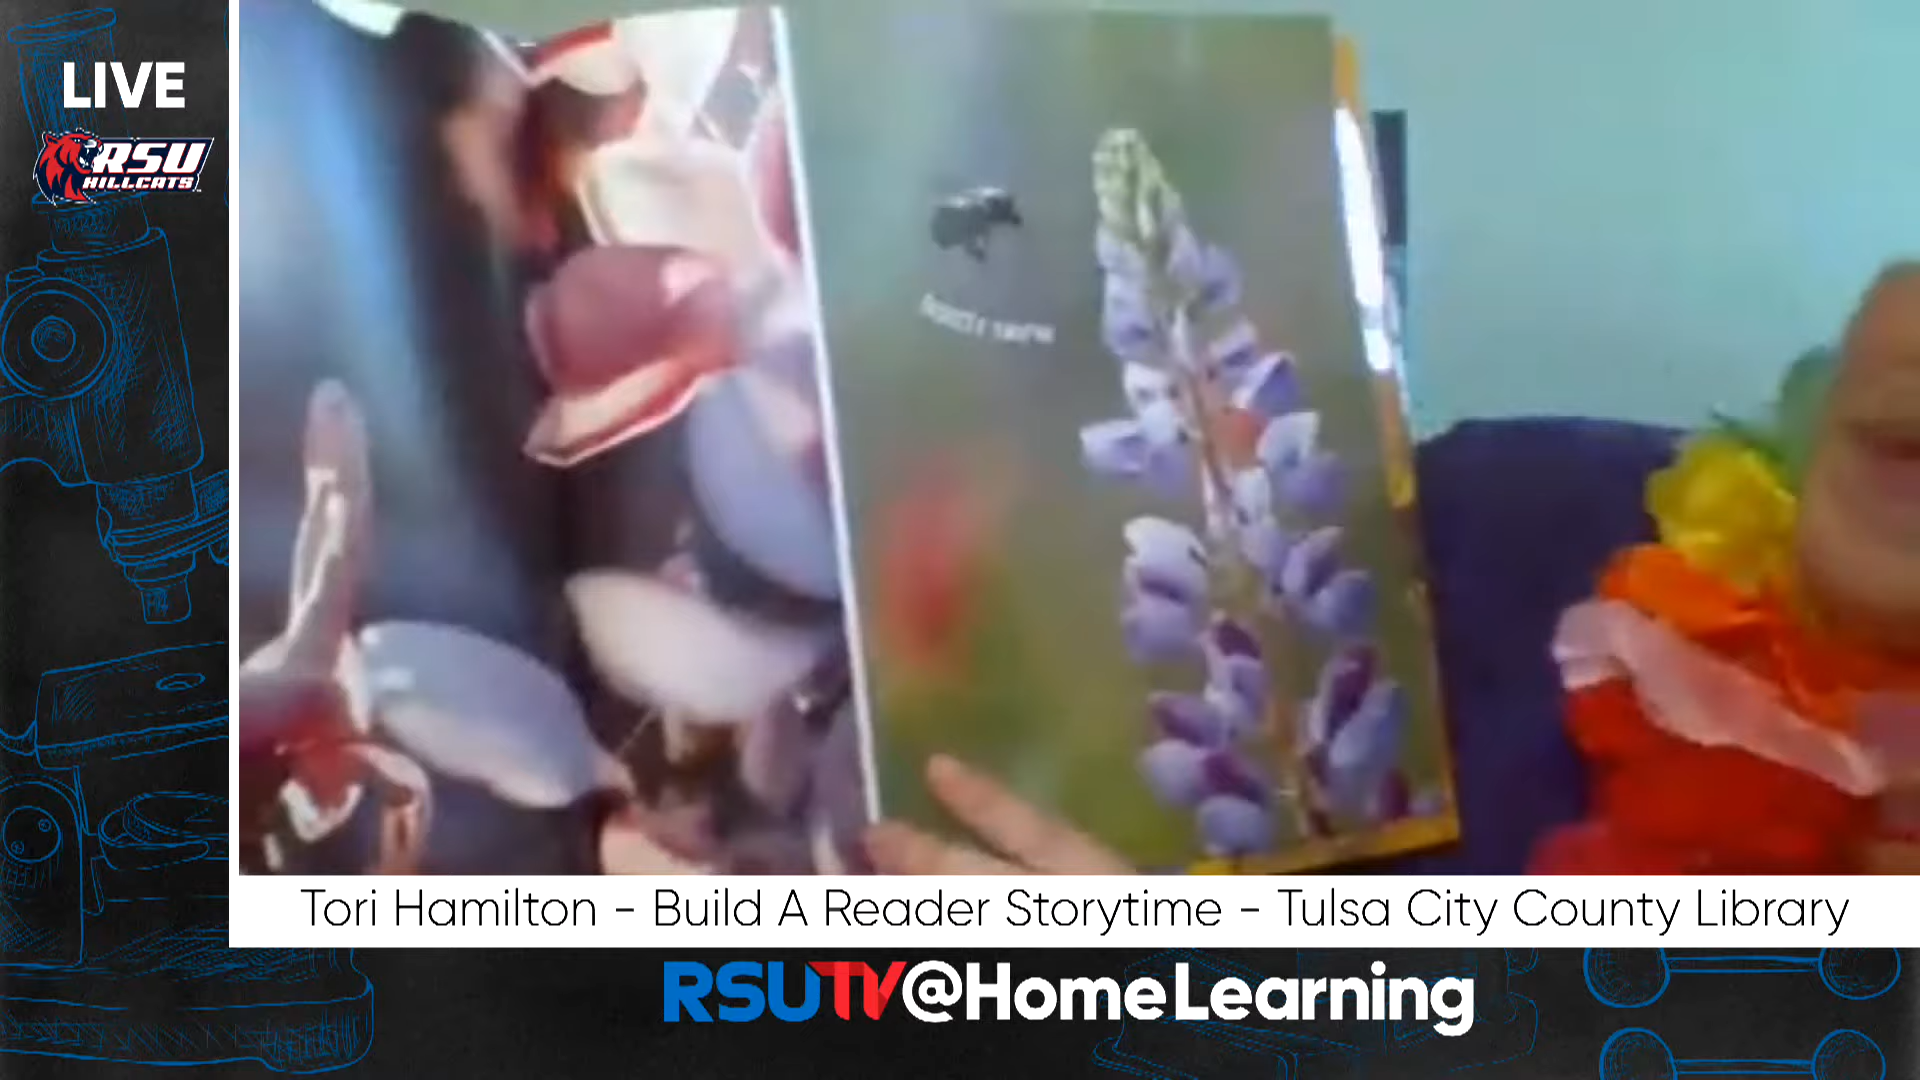 LIVE
RSU
HILLCATS
Tori Hamilton - Build A Reader Storytime - Tulsa City County Library
RSUTV@HomeLearning